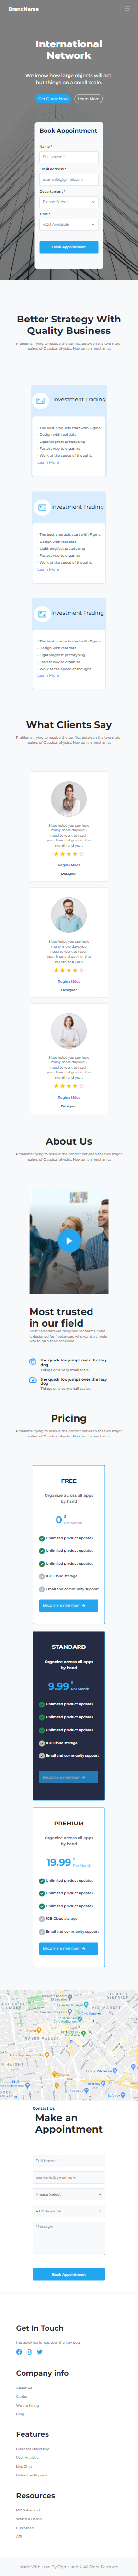 BrandName
International
Network
We know how large objects will act,
but things on a small scale.
Get Quote Now
Learn More
Book Appointment
Name *
Full Name *
Email address *
example@gmail.com
Department *
Please Select
Time *
4:00 Available
Book Appointment
Better Strategy With
Quality Business
Problems trying to resolve the conflict between the two major
realms of Classical physics: Newtonian mechanics
Investment Trading
The best products start with Figma
Design with real data
Lightning fast prototyping
Fastest way to organize
Work at the speed of thought.
Learn More
Investment Trading
The best products start with Figma
Design with real data
Lightning fast prototyping
Fastest way to organize
Work at the speed of thought.
Learn More
Investment Trading
The best products start with Figma
Design with real data
Lightning fast prototyping
Fastest way to organize
Work at the speed of thought.
Learn More
What Clients Say
Problems trying to resolve the conflict between the two major
realms of Classical physics: Newtonian mechanics
Slate helps you see how
many more days you
need to work to reach
your financial goal for the
month and year.
Regina Miles
Designer
Slate helps you see how
many more days you
need to work to reach
your financial goal for the
month and year.
Regina Miles
Designer
Slate helps you see how
many more days you
need to work to reach
your financial goal for the
month and year.
Regina Miles
Designer
About Us
Problems trying to resolve the conflict between the two major
realms of Classical physics: Newtonian mechanics
Most trusted
in our field
Most calendars are designed for teams. Slate
is designed for freelancers who want a simple
way to plan their schedule.
the quick fox jumps over the lazy
dog
Things on a very small scale...
the quick fox jumps over the lazy
dog
Things on a very small scale...
Pricing
Problems trying to resolve the conflict between the two major
realms of Classical physics: Newtonian mechanics
FREE
Organize across all apps
by hand
0
$
Per Month
Unlimited product updates
Unlimited product updates
Unlimited product updates
1GB Cloud storage
Email and community support
Become a member
STANDARD
Organize across all apps
by hand
9.99
$
Per Month
Unlimited product updates
Unlimited product updates
Unlimited product updates
1GB Cloud storage
Email and community support
Become a member
PREMIUM
Organize across all apps
by hand
19.99
$
Per Month
Unlimited product updates
Unlimited product updates
Unlimited product updates
1GB Cloud storage
Email and community support
Become a member
Contact Us
Make an
Appointment
Full Name *
example@gmail.com
Please Select
4:00 Available
Message
Book Appointment
Get In Touch
the quick fox jumps over the lazy dog
Company info
About Us
Carrier
We are hiring
Blog
Features
Business Marketing
User Analytic
Live Chat
Unlimited Support
Resources
IOS & Android
Watch a Demo
Customers
API
Made With Love By Figmaland © All Right Reserved